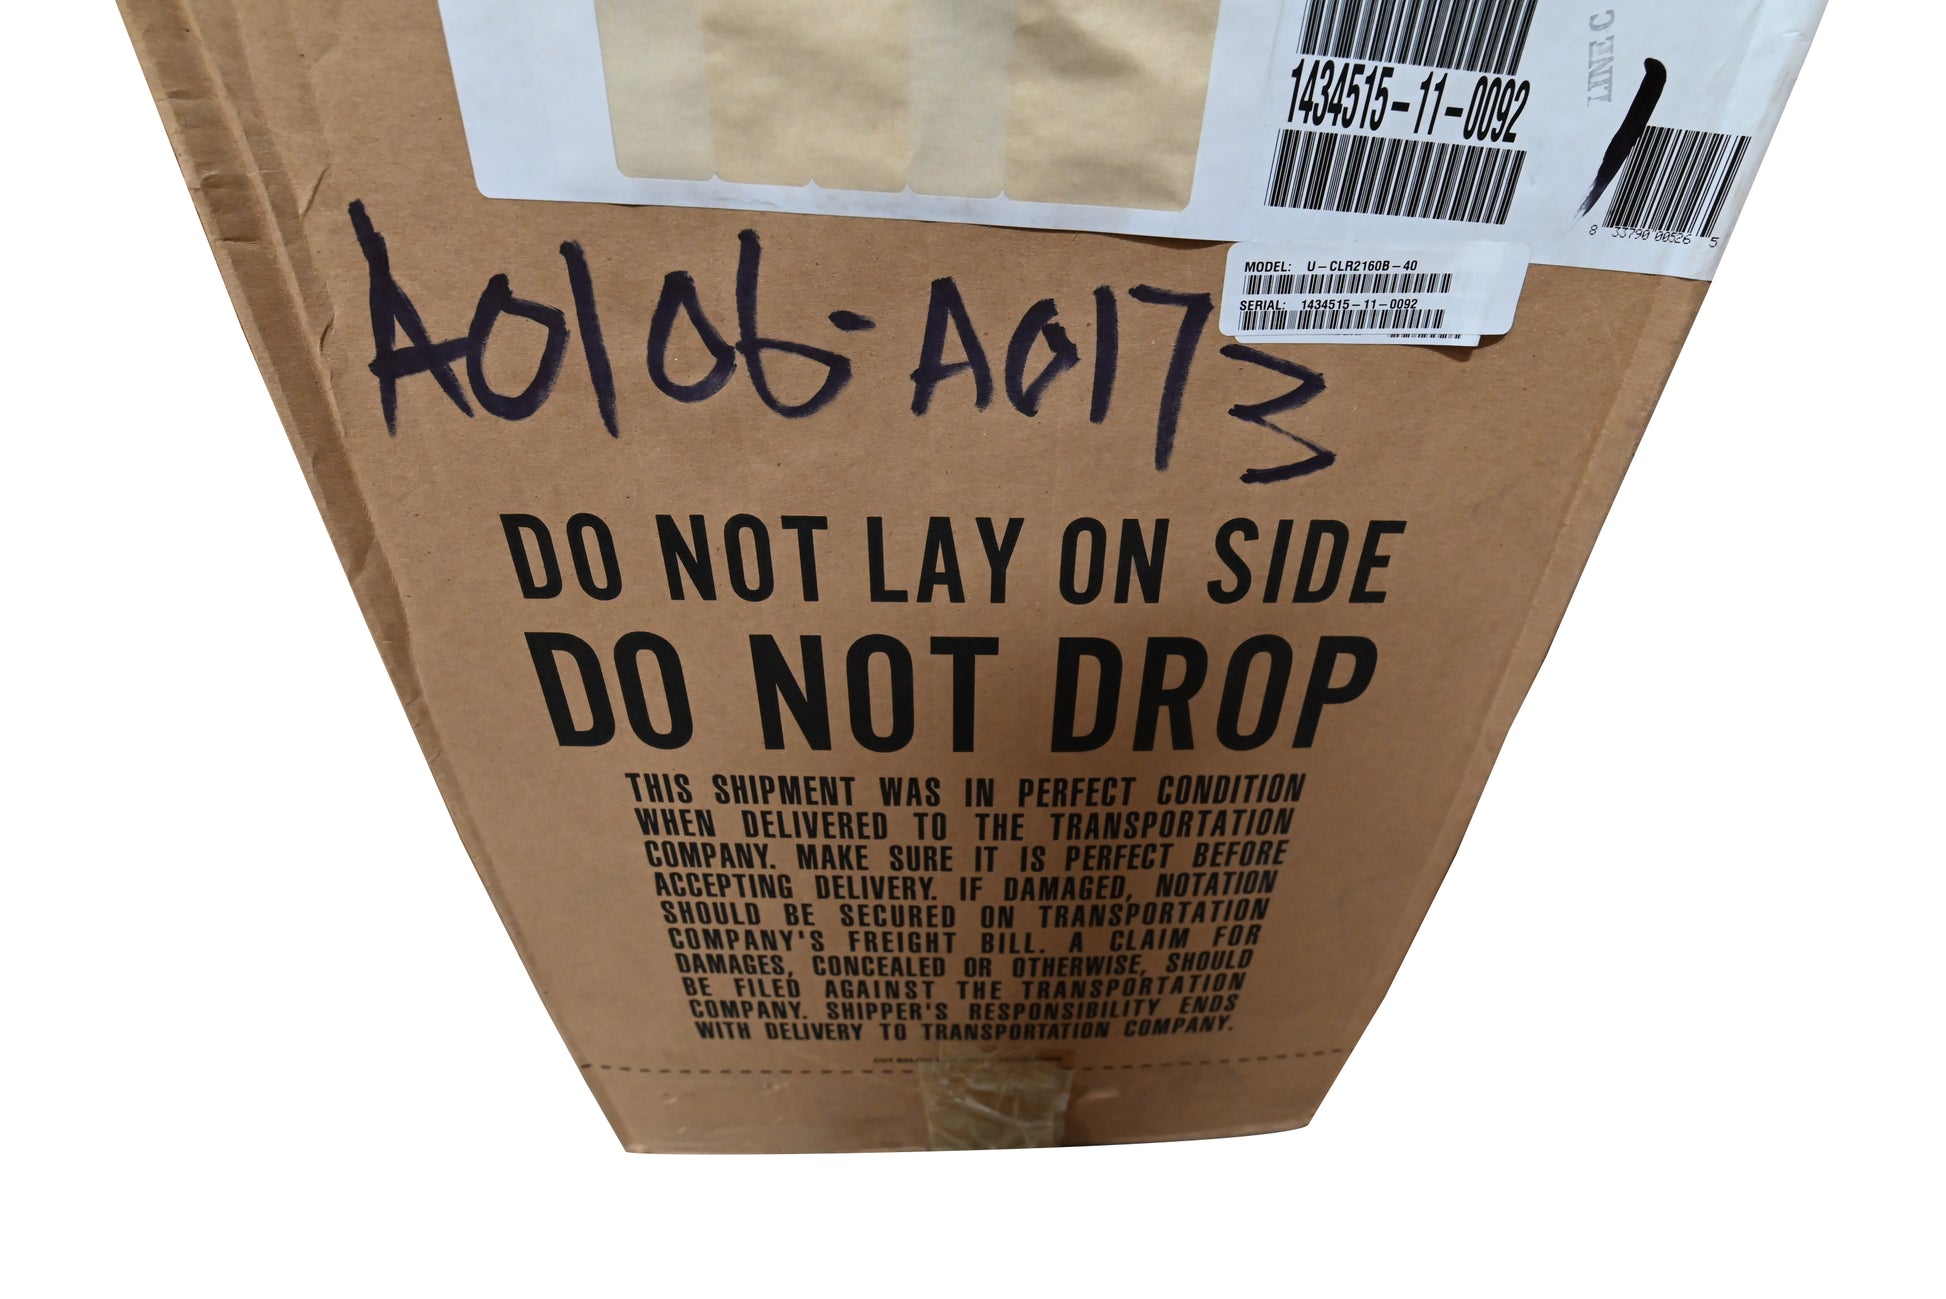 LINE C
1434515-11-0092
8 33790 00526 5
MODEL: U-CLR2160B-40
SERIAL: 1434515-11-0092
A0106-A0173
DO NOT LAY ON SIDE
DO NOT DROP
THIS SHIPMENT WAS IN PERFECT CONDITION
WHEN DELIVERED TO THE TRANSPORTATION
COMPANY. MAKE SURE IT IS PERFECT BEFORE
ACCEPTING DELIVERY. IF DAMAGED, NOTATION
SHOULD BE SECURED ON TRANSPORTATION
COMPANY'S FREIGHT BILL. A CLAIM FOR
DAMAGES, CONCEALED OR OTHERWISE, SHOULD
BE FILED AGAINST THE TRANSPORTATION
COMPANY. SHIPPER'S RESPONSIBILITY ENDS
WITH DELIVERY TO TRANSPORTATION COMPANY.
CUT